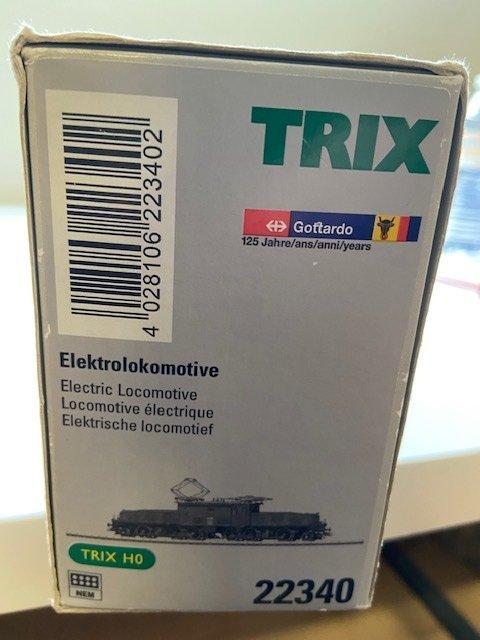 TRIX
Gottardo
125 Jahre/ans/anni/years
4 028106 223402
Elektrolokomotive
Electric Locomotive
Locomotive électrique
Elektrische locomotief
TRIX H0
NEM
22340